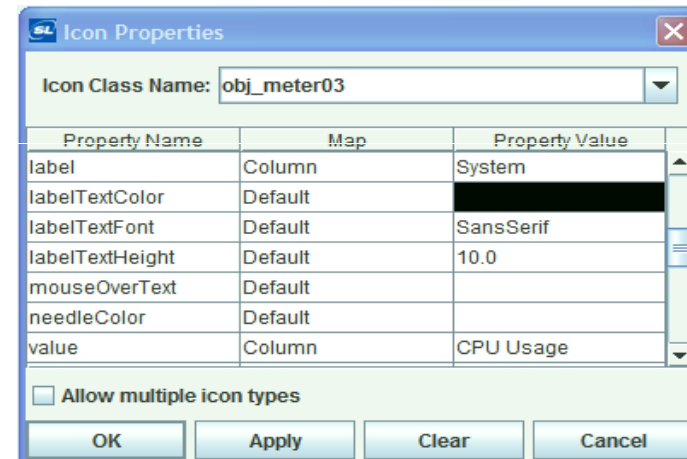 SL Icon Properties
Icon Class Name: obj_meter03
Property Name Map Property Value
label Column System
labelTextColor Default
labelTextFont Default SansSerif
labelTextHeight Default 10.0
mouseOverText Default
needleColor Default
value Column CPU Usage
Allow multiple icon types
OK Apply Clear Cancel